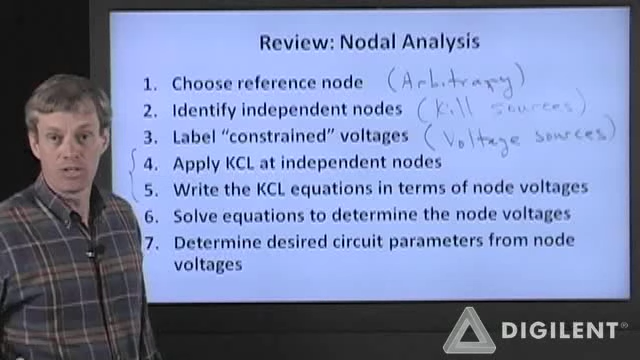 Review: Nodal Analysis
1. Choose reference node (Arbitrary)
2. Identify independent nodes (Kill sources)
3. Label “constrained” voltages (Voltage sources)
4. Apply KCL at independent nodes
5. Write the KCL equations in terms of node voltages
6. Solve equations to determine the node voltages
7. Determine desired circuit parameters from node
voltages
DIGILENT®